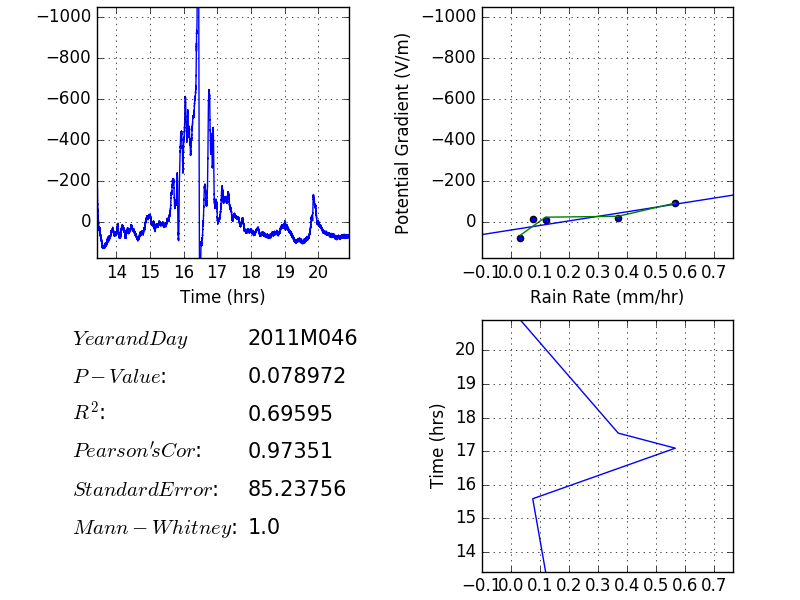 −1000
−800
−600
−400
−200
0
14 15 16 17 18 19 20
Time (hrs)
Potential Gradient (V/m)
−1000
−800
−600
−400
−200
0
−0.1 0.0 0.1 0.2 0.3 0.4 0.5 0.6 0.7
Rain Rate (mm/hr)
YearandDay 2011M046
P − Value: 0.078972
R²: 0.69595
Pearson'sCor: 0.97351
StandardError: 85.23756
Mann − Whitney: 1.0
Time (hrs)
20
19
18
17
16
15
14
−0.1 0.0 0.1 0.2 0.3 0.4 0.5 0.6 0.7